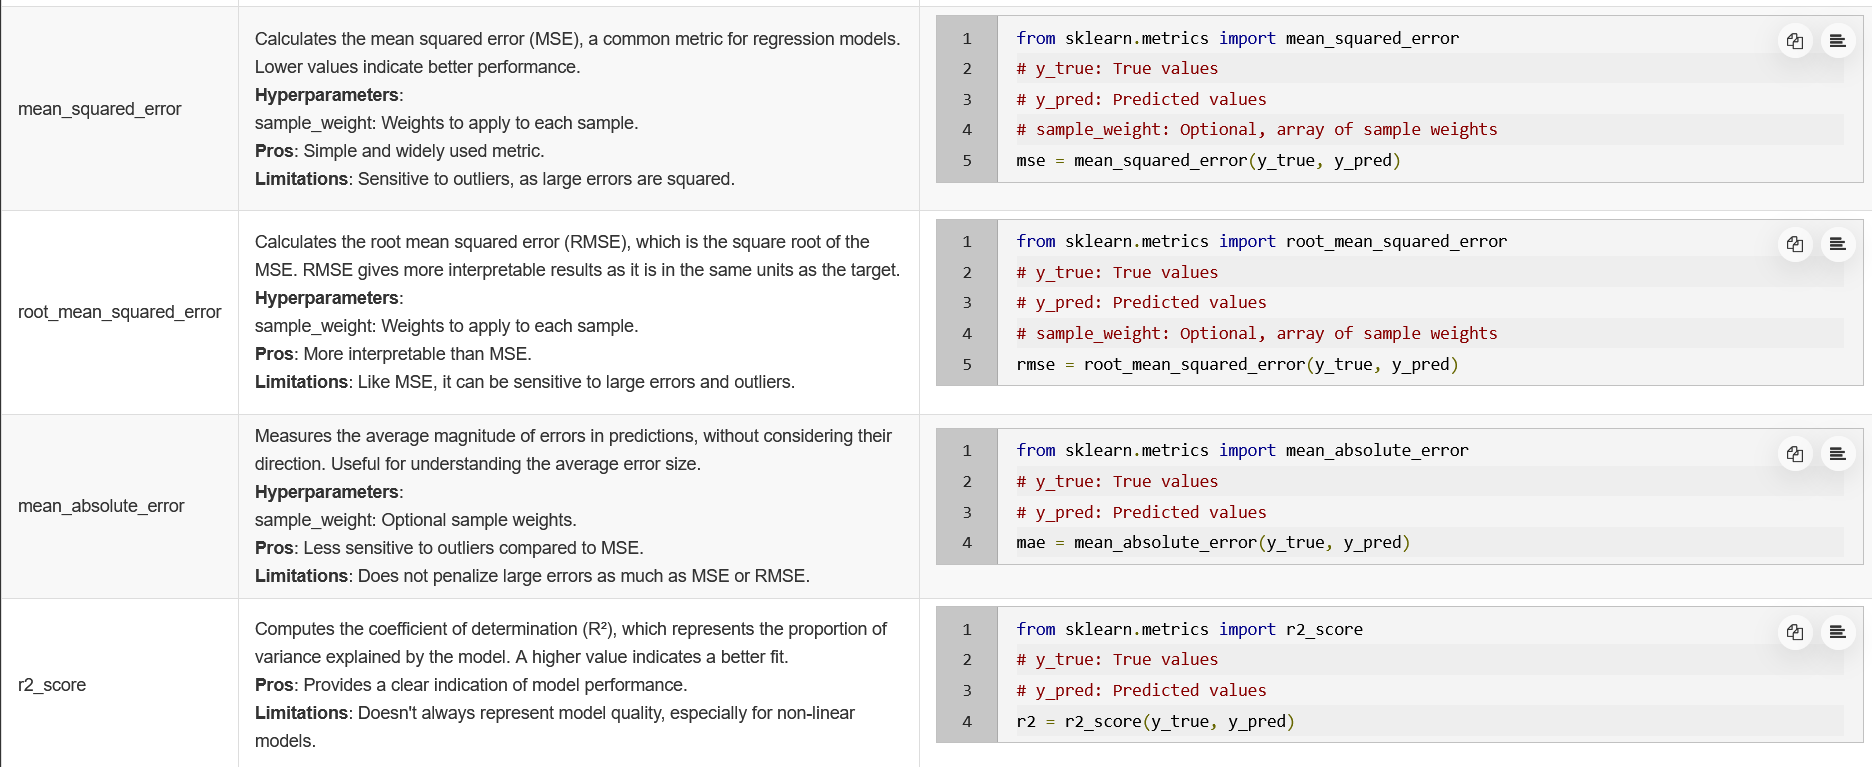 mean_squared_error
Calculates the mean squared error (MSE), a common metric for regression models.
Lower values indicate better performance.
Hyperparameters:
sample_weight: Weights to apply to each sample.
Pros: Simple and widely used metric.
Limitations: Sensitive to outliers, as large errors are squared.
1 from sklearn.metrics import mean_squared_error
2 # y_true: True values
3 # y_pred: Predicted values
4 # sample_weight: Optional, array of sample weights
5 mse = mean_squared_error(y_true, y_pred)
root_mean_squared_error
Calculates the root mean squared error (RMSE), which is the square root of the
MSE. RMSE gives more interpretable results as it is in the same units as the target.
Hyperparameters:
sample_weight: Weights to apply to each sample.
Pros: More interpretable than MSE.
Limitations: Like MSE, it can be sensitive to large errors and outliers.
1 from sklearn.metrics import root_mean_squared_error
2 # y_true: True values
3 # y_pred: Predicted values
4 # sample_weight: Optional, array of sample weights
5 rmse = root_mean_squared_error(y_true, y_pred)
mean_absolute_error
Measures the average magnitude of errors in predictions, without considering their
direction. Useful for understanding the average error size.
Hyperparameters:
sample_weight: Optional sample weights.
Pros: Less sensitive to outliers compared to MSE.
Limitations: Does not penalize large errors as much as MSE or RMSE.
1 from sklearn.metrics import mean_absolute_error
2 # y_true: True values
3 # y_pred: Predicted values
4 mae = mean_absolute_error(y_true, y_pred)
r2_score
Computes the coefficient of determination (R²), which represents the proportion of
variance explained by the model. A higher value indicates a better fit.
Pros: Provides a clear indication of model performance.
Limitations: Doesn't always represent model quality, especially for non-linear
models.
1 from sklearn.metrics import r2_score
2 # y_true: True values
3 # y_pred: Predicted values
4 r2 = r2_score(y_true, y_pred)